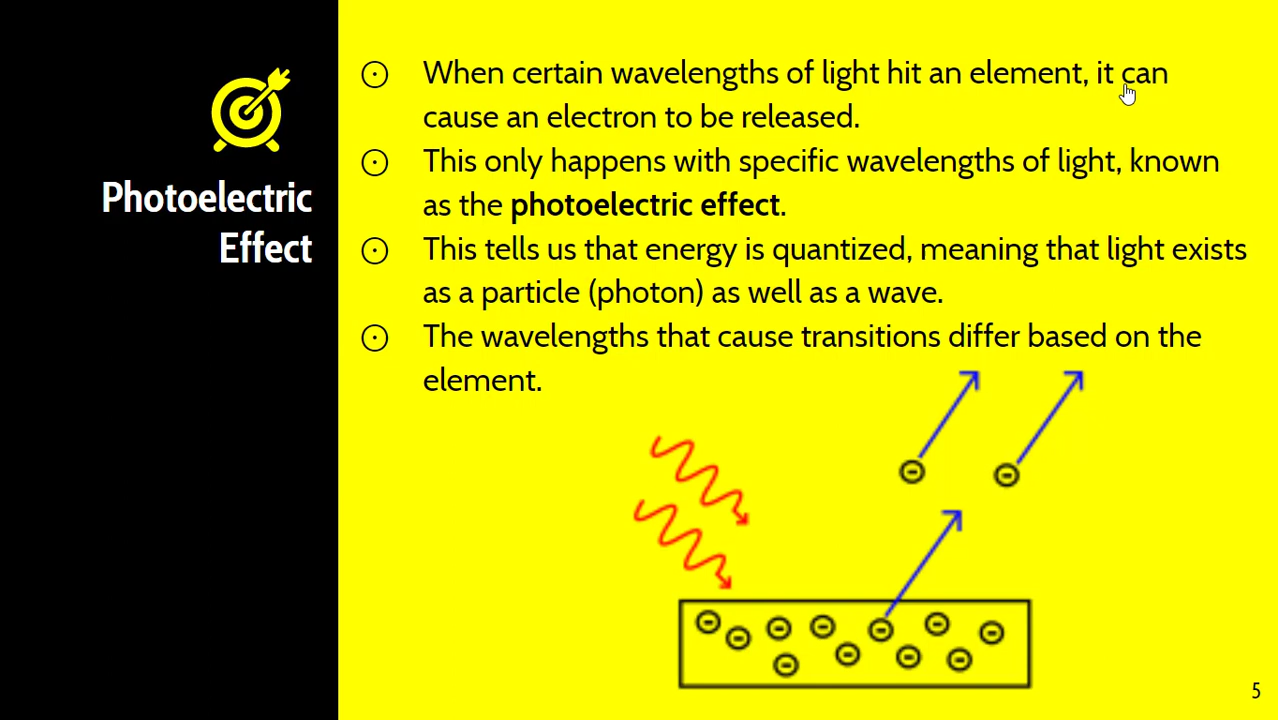 Photoelectric
Effect
When certain wavelengths of light hit an element, it can
cause an electron to be released.
This only happens with specific wavelengths of light, known
as the photoelectric effect.
This tells us that energy is quantized, meaning that light exists
as a particle (photon) as well as a wave.
The wavelengths that cause transitions differ based on the
element.
5